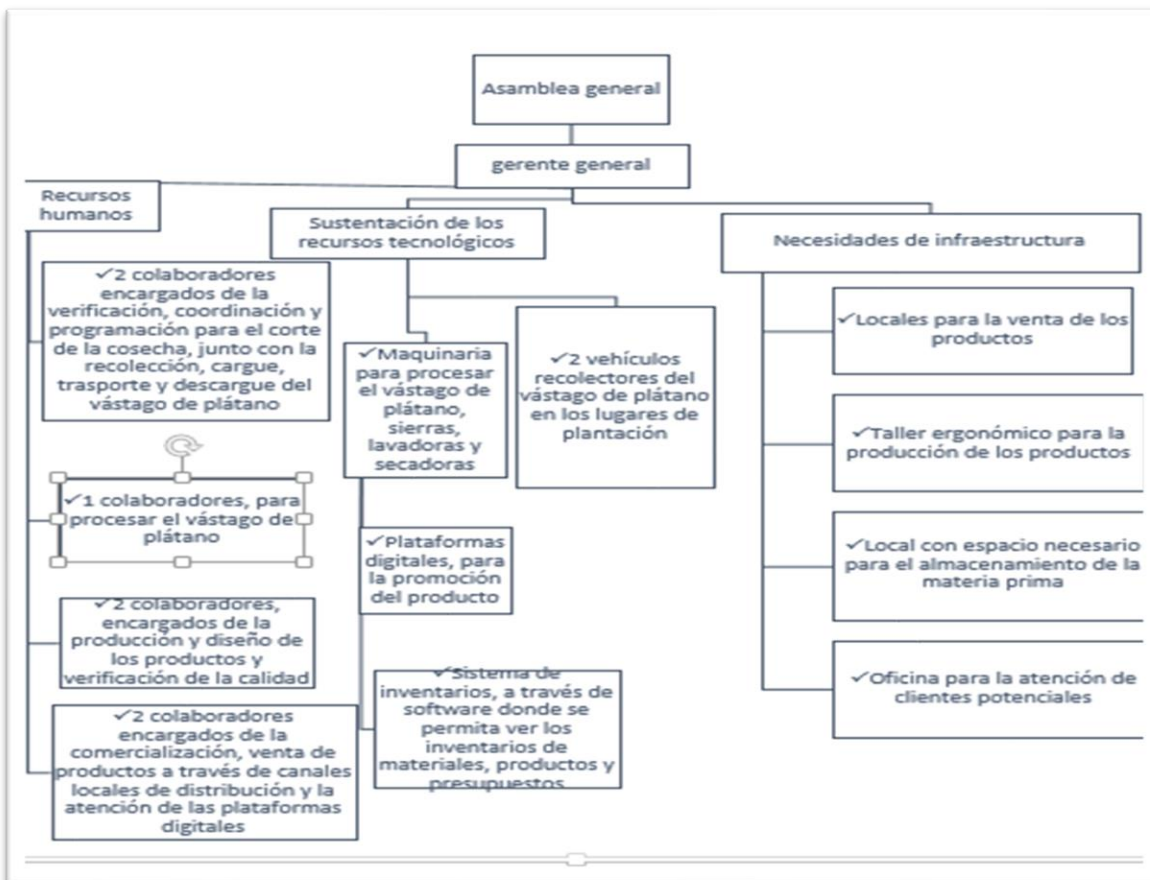 Asamblea general
gerente general
Recursos
humanos
✓2 colaboradores
encargados de la
verificación, coordinación y
programación para el corte
de la cosecha, junto con la
recolección, cargue,
trasporte y descargue del
vástago de plátano
✓1 colaboradores, para
procesar el vástago de
plátano
✓2 colaboradores,
encargados de la
producción y diseño de
los productos y
verificación de la calidad
✓2 colaboradores
encargados de la
comercialización, venta de
productos a través de canales
locales de distribución y la
atención de las plataformas
digitales
Sustentación de los
recursos tecnológicos
✓Maquinaria
para procesar
el vástago de
plátano,
sierras,
lavadoras y
secadoras
✓2 vehículos
recolectores del
vástago de plátano
en los lugares de
plantación
✓Plataformas
digitales, para
la promoción
del producto
✓Sistema de
inventarios, a través de
software donde se
permita ver los
inventarios de
materiales, productos y
presupuestos
Necesidades de infraestructura
✓Locales para la venta de los
productos
✓Taller ergonómico para la
producción de los productos
✓Local con espacio necesario
para el almacenamiento de la
materia prima
✓Oficina para la atención de
clientes potenciales